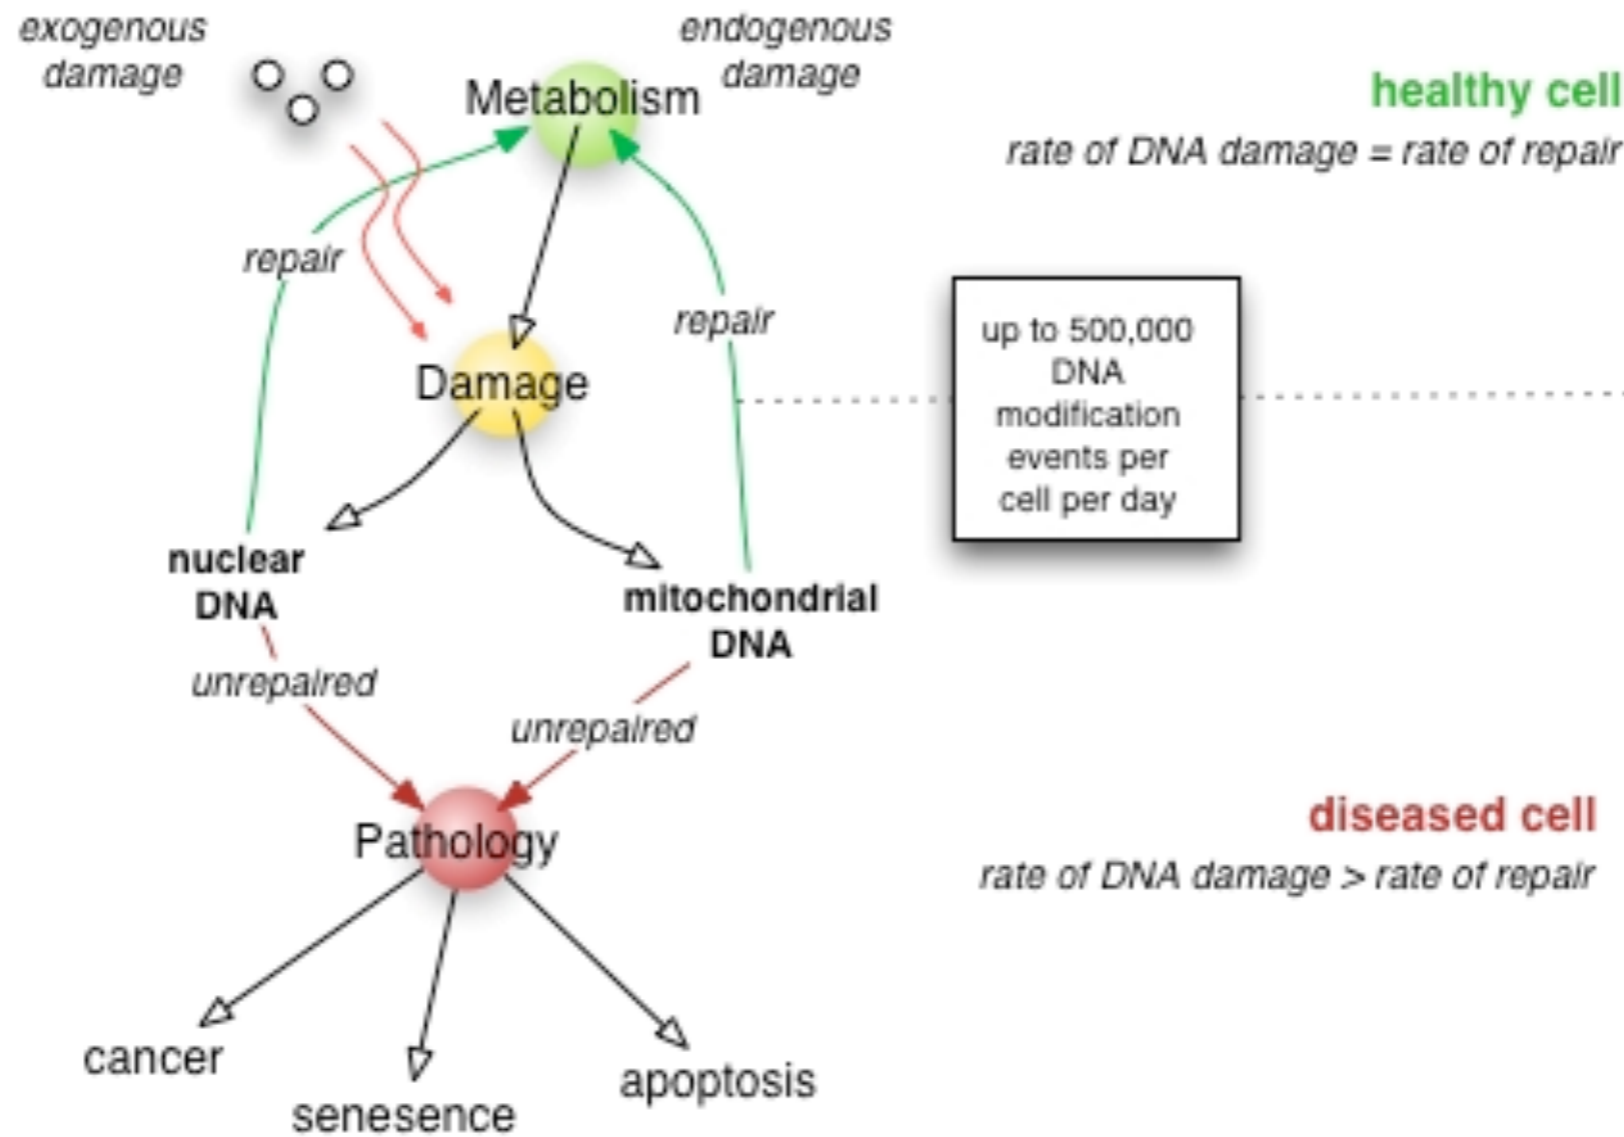 exogenous
damage
endogenous
damage
Metabolism
healthy cell
rate of DNA damage = rate of repair
repair
repair
up to 500,000
DNA
modification
events per
cell per day
Damage
nuclear
DNA
mitochondrial
DNA
unrepaired
unrepaired
Pathology
diseased cell
rate of DNA damage > rate of repair
cancer
senesence
apoptosis